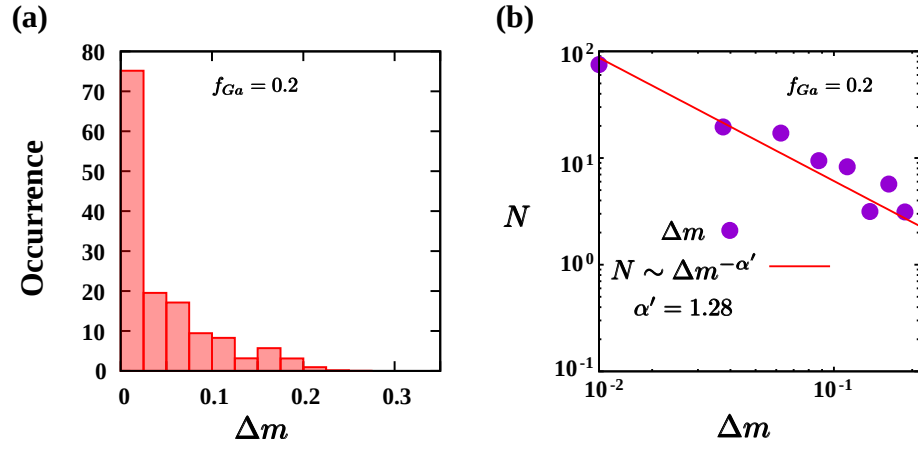 (a)
80
70
60
50
40
30
20
10
0
Occurrence
f_{Ga} = 0.2
0 0.1 0.2 0.3
Δm
(b)
10^2
10^1
10^0
10^-1
N
f_{Ga} = 0.2
Δm
N ∼ Δm^{-α'}
α' = 1.28
10^-2 10^-1
Δm